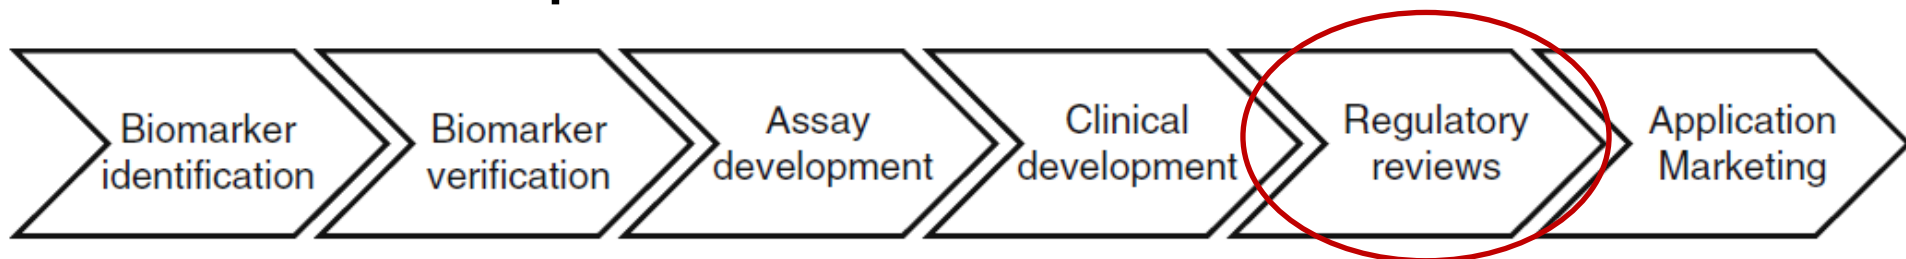 Biomarker
identification
Biomarker
verification
Assay
development
Clinical
development
Regulatory
reviews
Application
Marketing